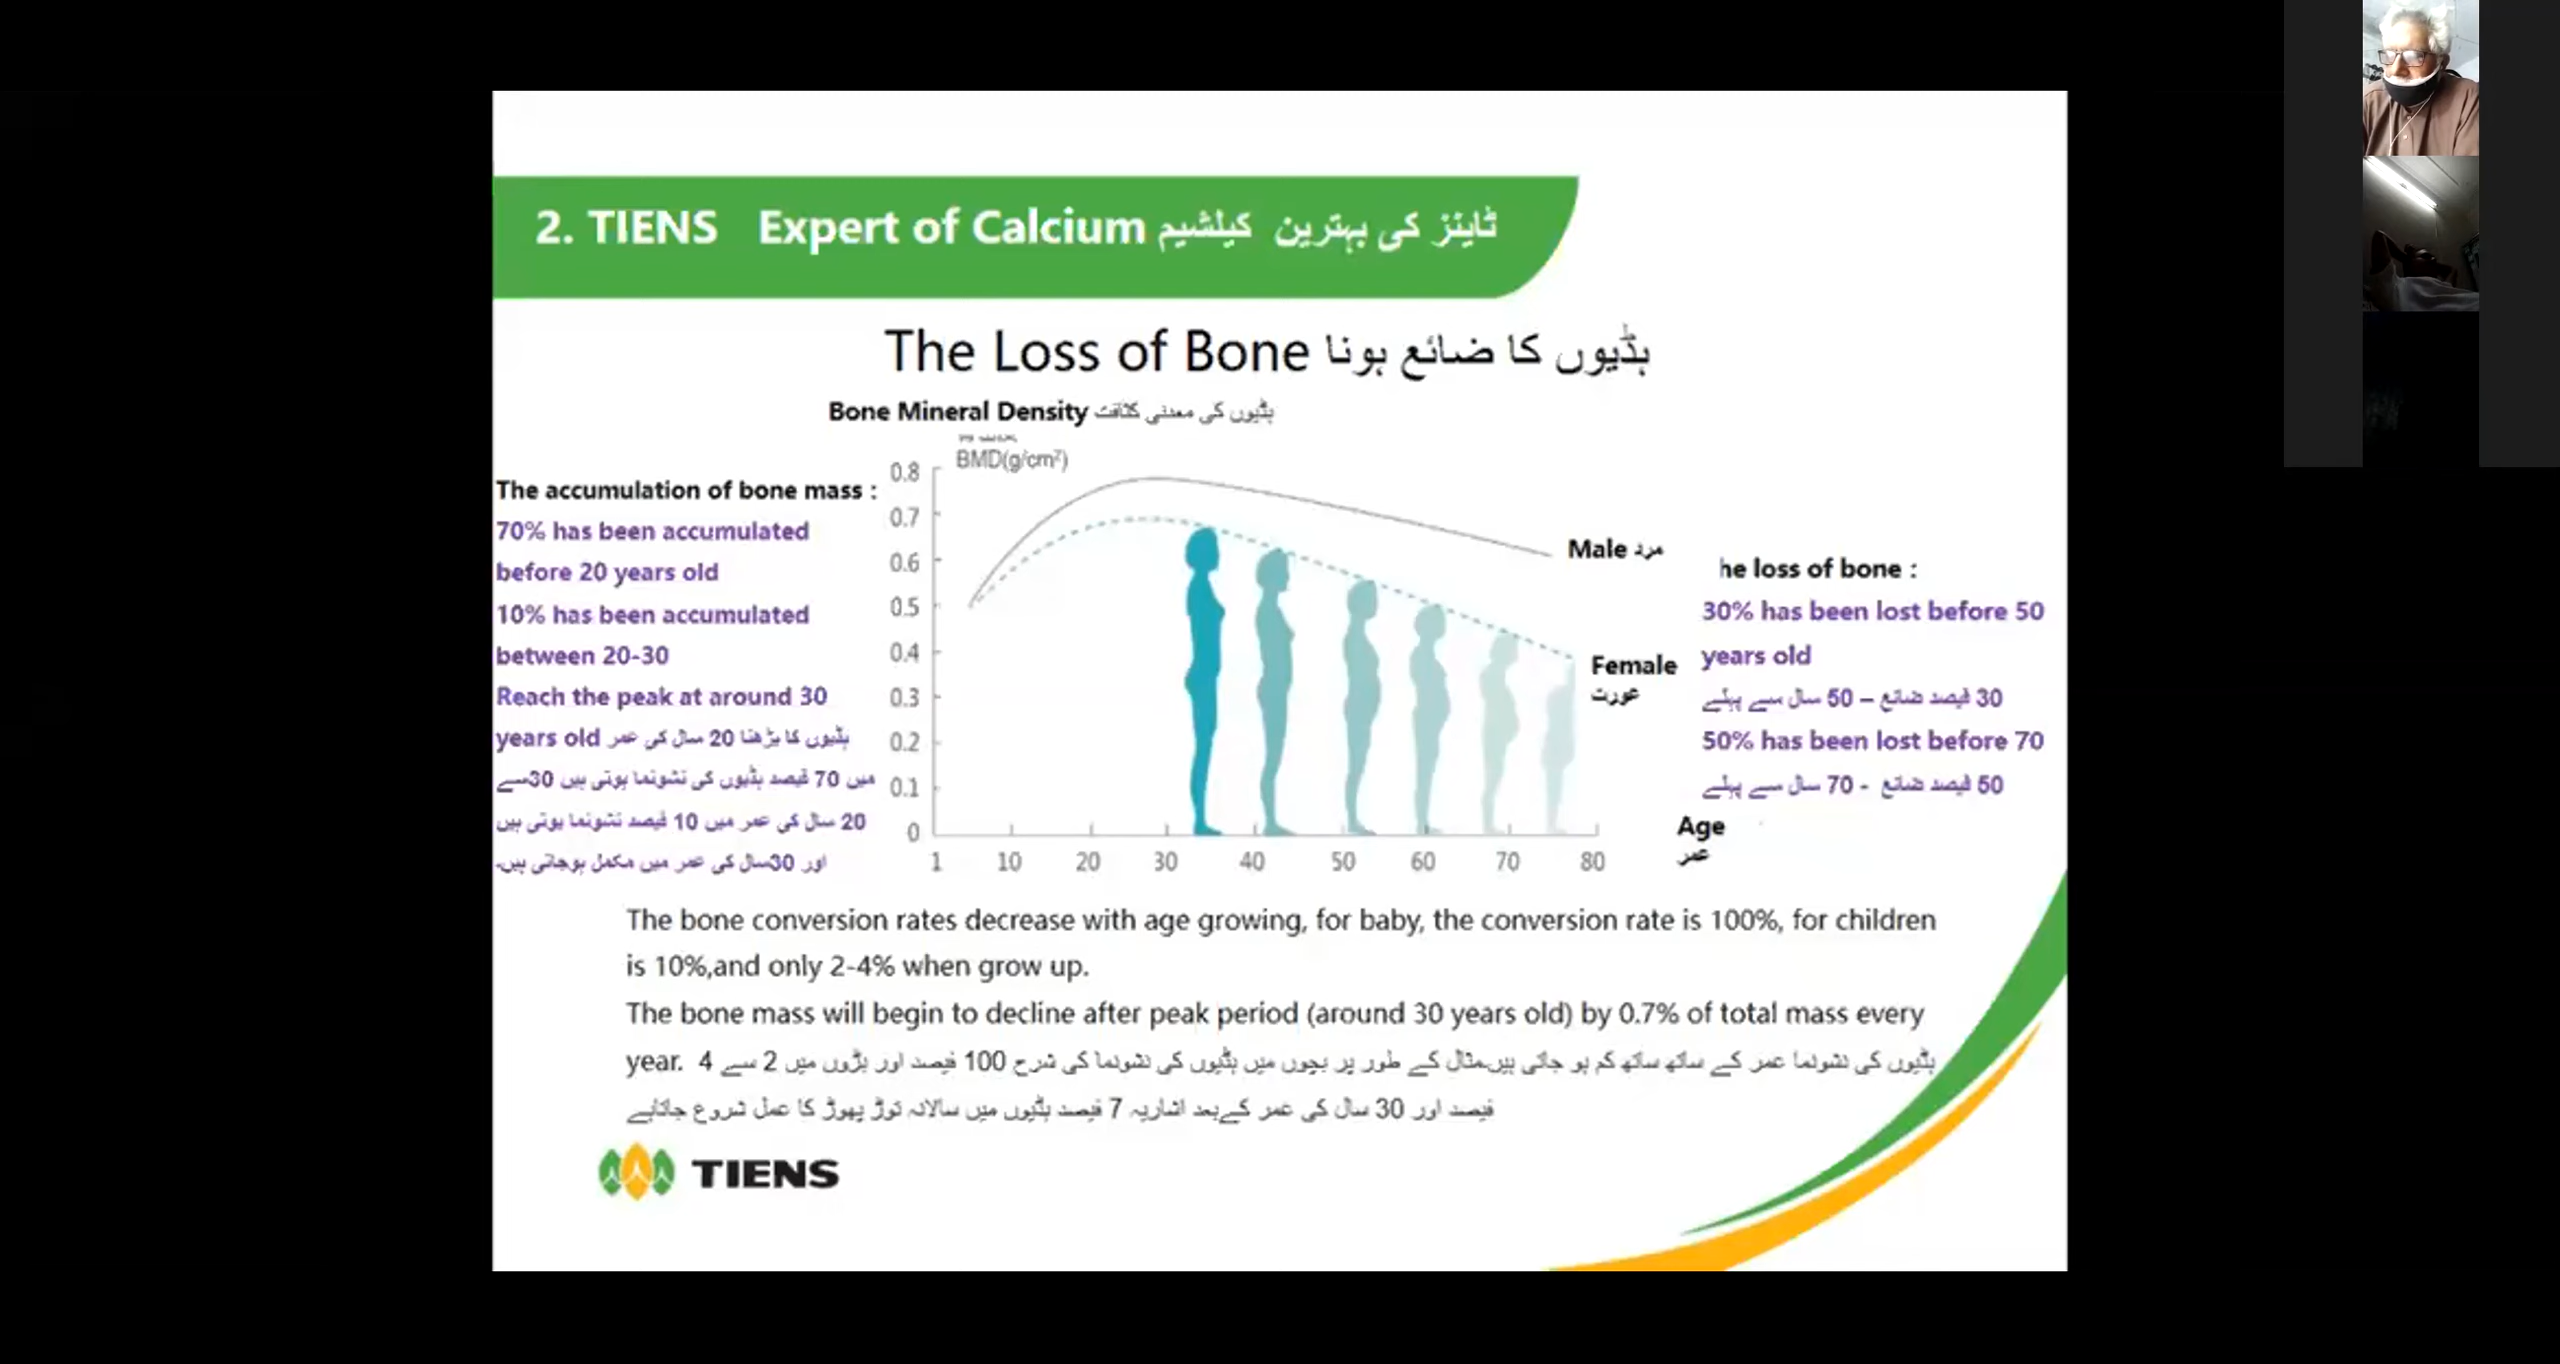 2. TIENS Expert of Calcium ٹاینز کی بہترین کیلشیم
The Loss of Bone ہڈیوں کا ضائع ہونا
Bone Mineral Density ہڈیوں کی معدنی کثافت
BMD(g/cm²)
0.8
0.7
0.6
0.5
0.4
0.3
0.2
0.1
0
1 10 20 30 40 50 60 70 80
The accumulation of bone mass :
70% has been accumulated
before 20 years old
10% has been accumulated
between 20-30
Reach the peak at around 30
years old ہڈیوں کا بڑھنا 20 سال کی عمر
میں 70 فیصد ہڈیوں کی نشونما ہوتی ہیں 30سے
20 سال کی عمر میں 10 فیصد نشونما ہوتی ہیں
اور 30سال کی عمر میں مکمل ہوجاتی ہیں۔
Male مرد
Female
عورت
he loss of bone :
30% has been lost before 50
years old
30 فیصد ضائع – 50 سال سے پہلے
50% has been lost before 70
50 فیصد ضائع - 70 سال سے پہلے
Age
عمر
The bone conversion rates decrease with age growing, for baby, the conversion rate is 100%, for children
is 10%,and only 2-4% when grow up.
The bone mass will begin to decline after peak period (around 30 years old) by 0.7% of total mass every
year. ہڈیوں کی نشونما عمر کے ساتھ ساتھ کم ہو جاتی ہیں۔مثال کے طور پر بچوں میں ہڈیوں کی نشونما کی شرح 100 فیصد اور بڑوں میں 2 سے 4
فیصد اور 30 سال کی عمر کےبعد اشاریہ 7 فیصد ہڈیوں میں سالانہ توڑ پھوڑ کا عمل شروع جاتاہے
TIENS